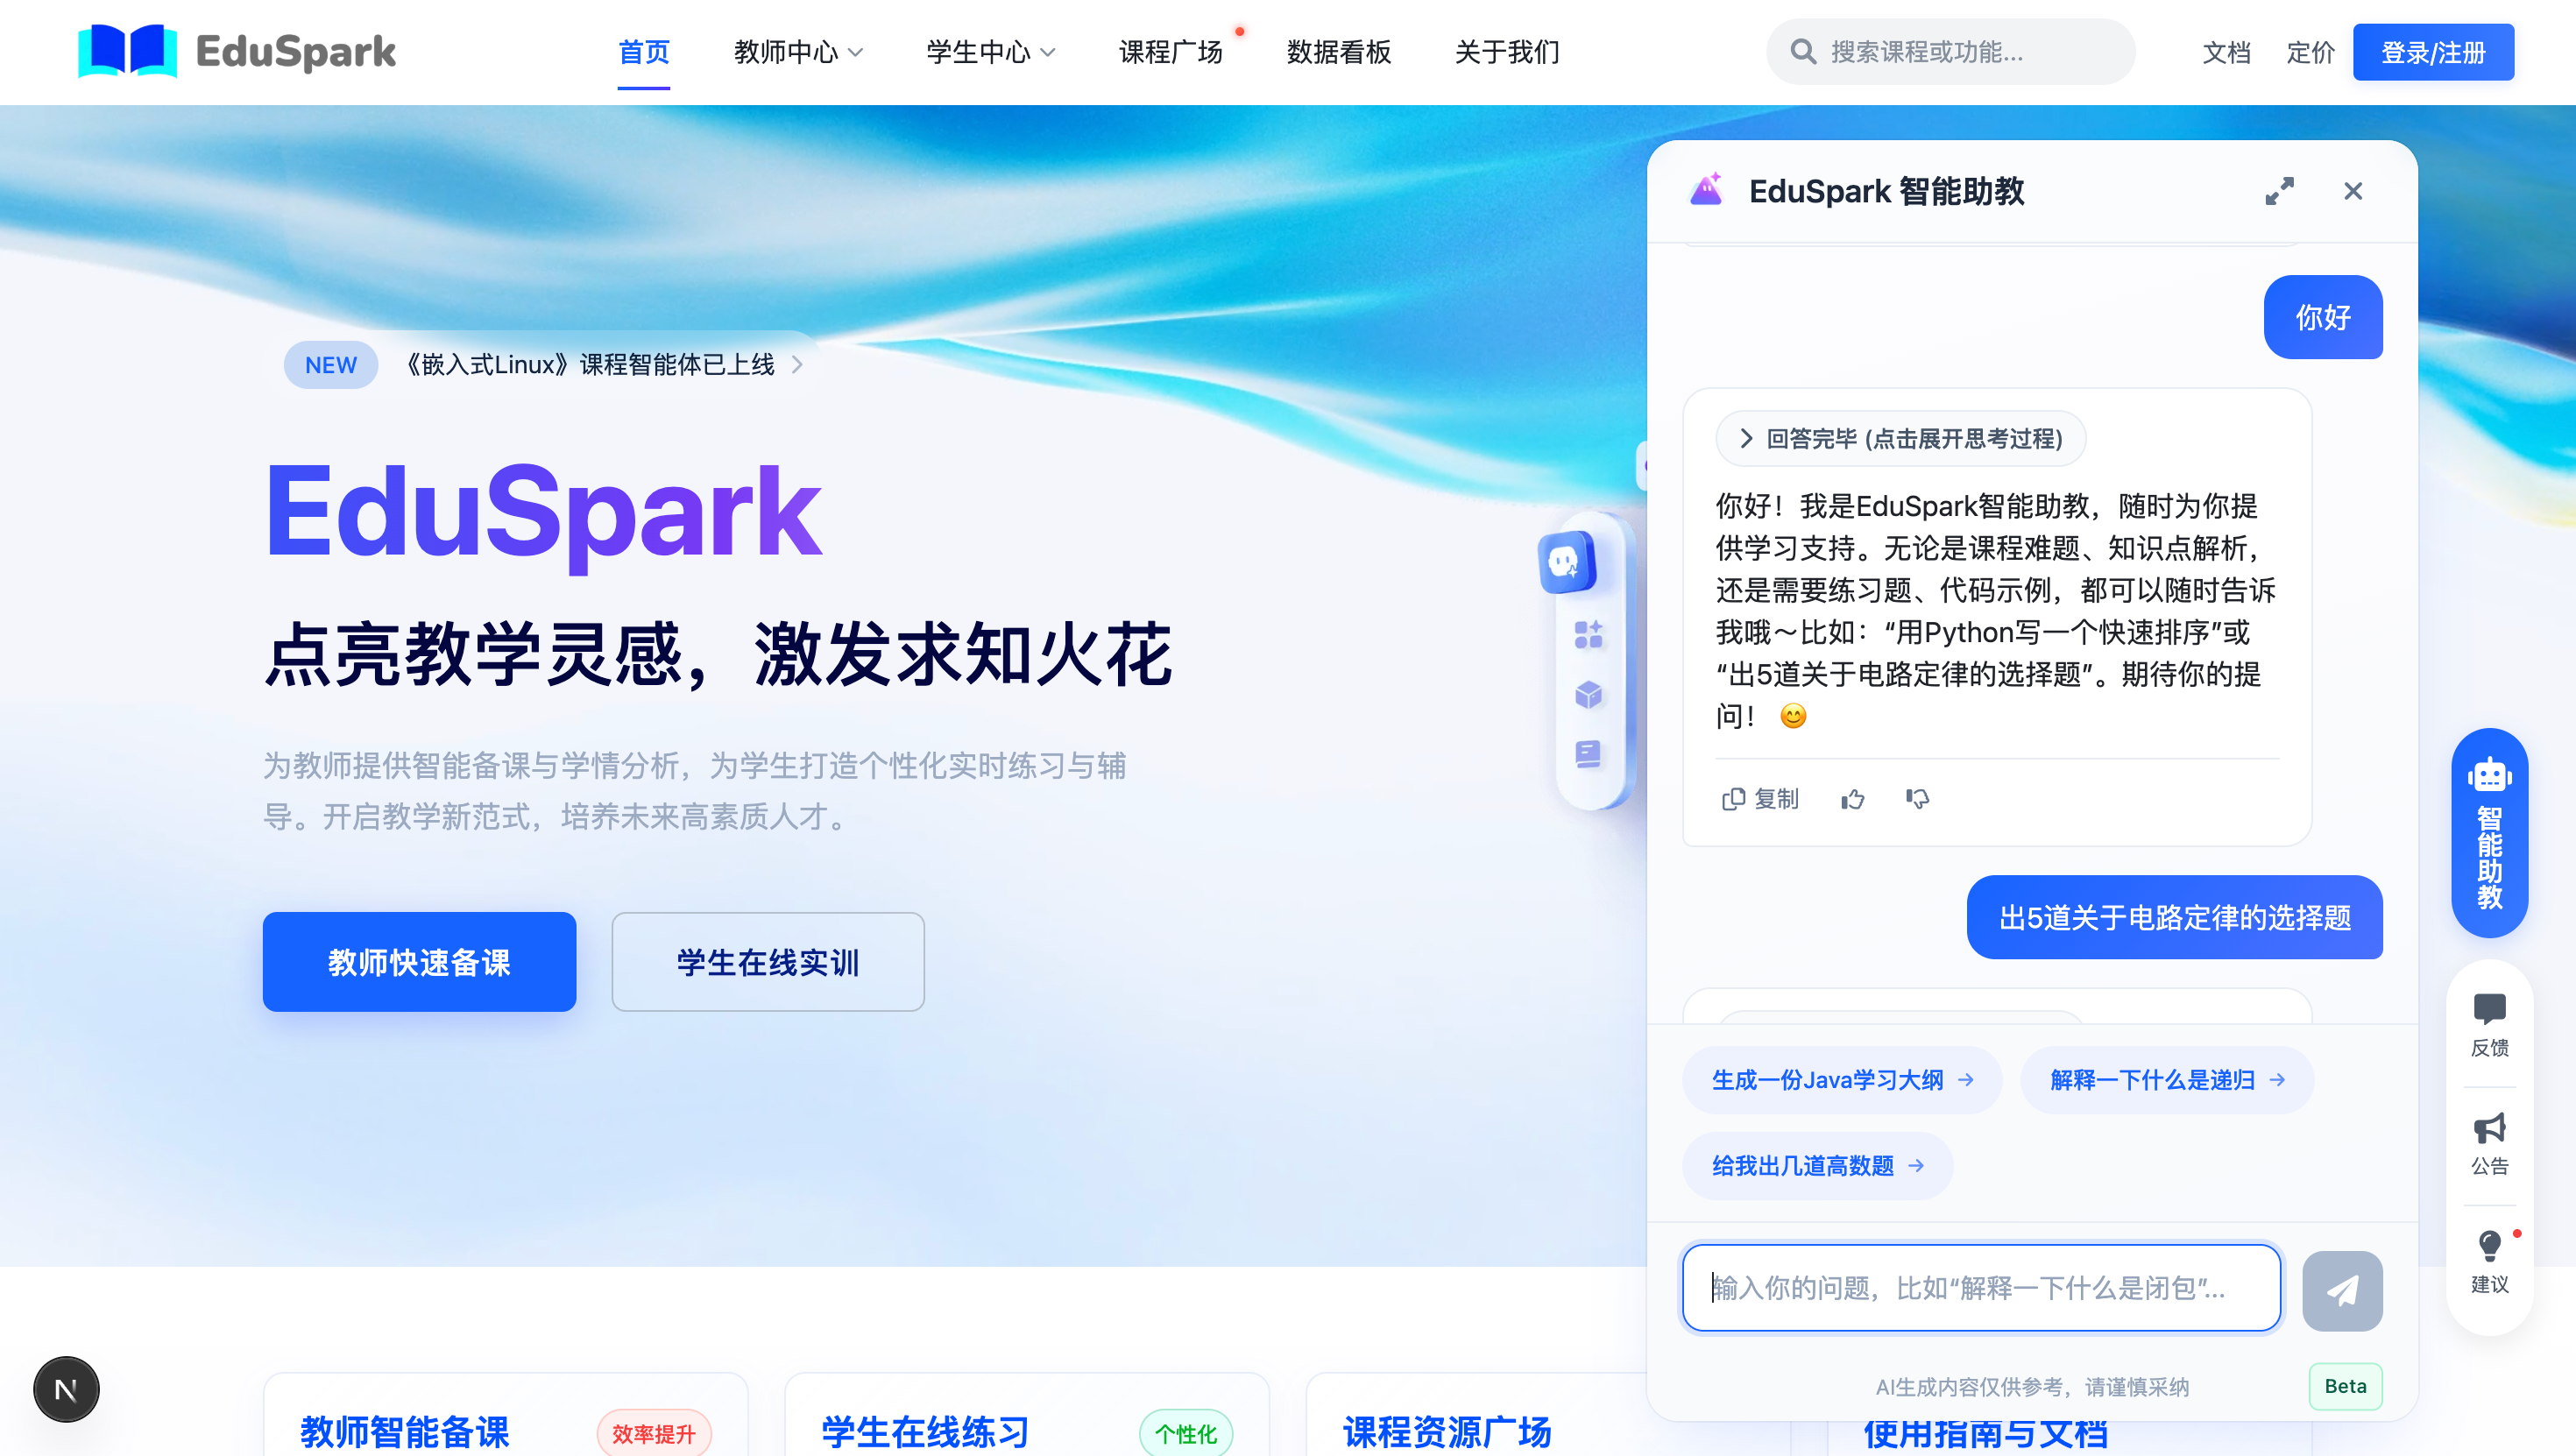 EduSpark
首页
教师中心
学生中心
课程广场
数据看板
关于我们
搜索课程或功能...
文档
定价
登录/注册
NEW
《嵌入式Linux》课程智能体已上线
EduSpark
点亮教学灵感，激发求知火花
为教师提供智能备课与学情分析，为学生打造个性化实时练习与辅
导。开启教学新范式，培养未来高素质人才。
教师快速备课
学生在线实训
EduSpark 智能助教
你好
回答完毕 (点击展开思考过程)
你好！我是EduSpark智能助教，随时为你提
供学习支持。无论是课程难题、知识点解析，
还是需要练习题、代码示例，都可以随时告诉
我哦～比如：“用Python写一个快速排序”或
“出5道关于电路定律的选择题”。期待你的提
问！ 😊
复制
出5道关于电路定律的选择题
生成一份Java学习大纲 →
解释一下什么是递归 →
给我出几道高数题 →
输入你的问题，比如“解释一下什么是闭包”...
AI生成内容仅供参考，请谨慎采纳
Beta
智能助教
反馈
公告
建议
N
教师智能备课
效率提升
学生在线练习
个性化
课程资源广场
使用指南与文档